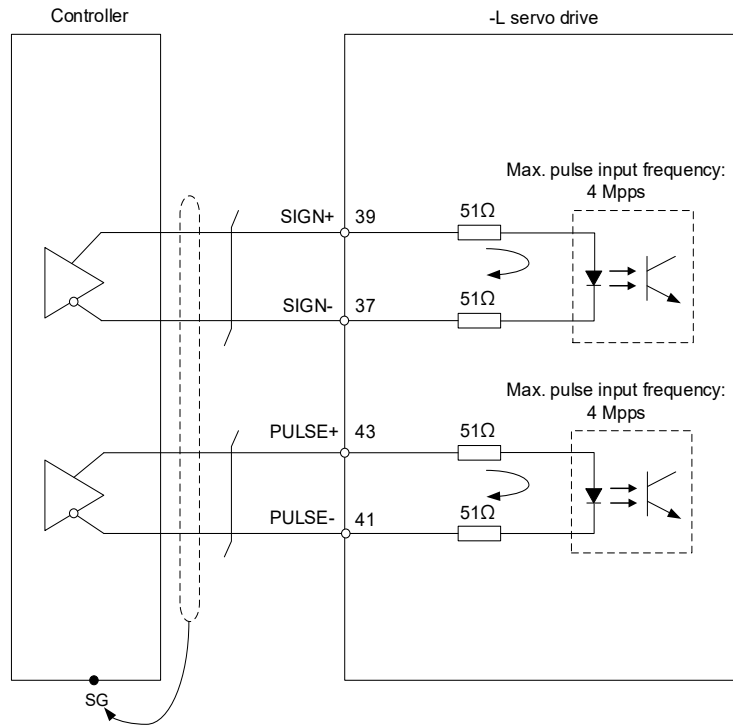 Controller
-L servo drive
Max. pulse input frequency:
4 Mpps
SIGN+ 39 51Ω
SIGN- 37 51Ω
Max. pulse input frequency:
4 Mpps
PULSE+ 43 51Ω
PULSE- 41 51Ω
SG